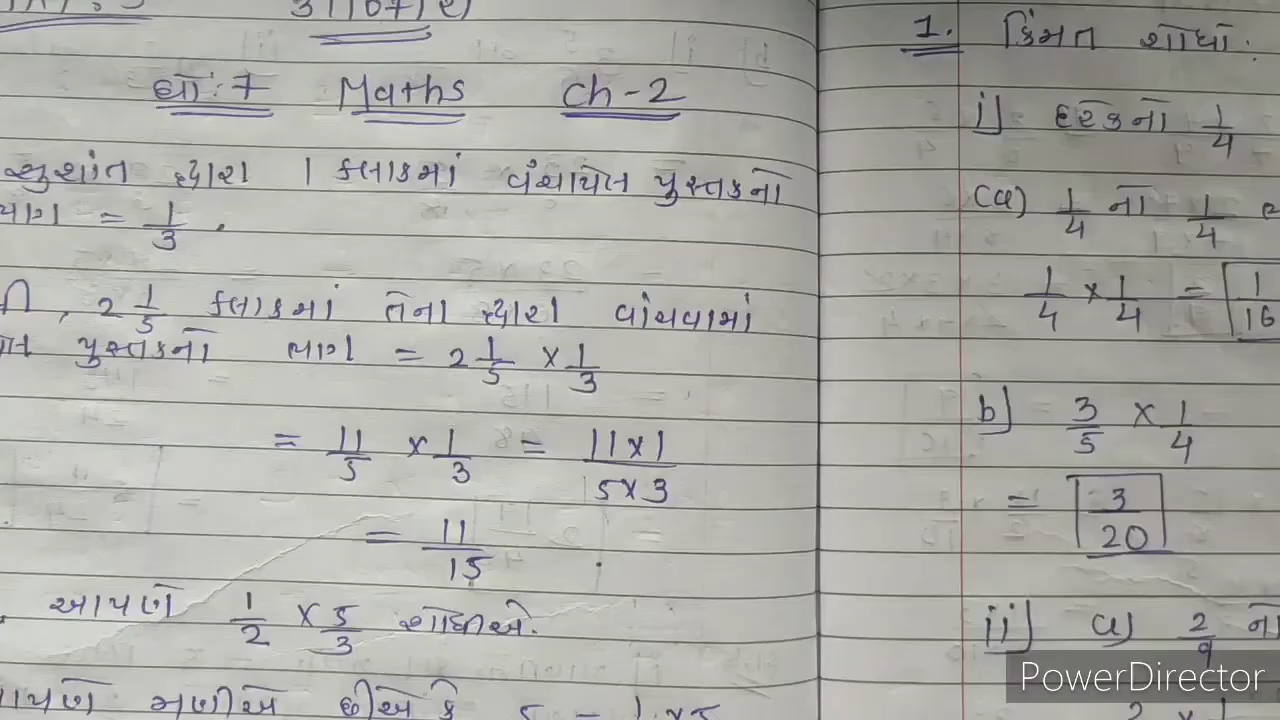 ધો : 7 Maths Ch - 2
સુશાંત દ્વારા 1 કલાકમાં વંચાયેલ પુસ્તકનો
ભાગ = 1/3 .
2 1/5 કલાકમાં તેના દ્વારા વાંચવામાં
પુસ્તકનો ભાગ = 2 1/5 × 1/3
= 11/5 × 1/3 = 11×1/5×3
= 11/15
આપણે 1/2 × 5/3 શોધીએ.
ગણીએ છીએ કે
1. કિંમત શોધો.
i) દરેકનો 1/4
(a) 1/4 નો 1/4
1/4 × 1/4 = 1/16
b) 3/5 × 1/4
= 3/20
ii) a) 2/9 નો
PowerDirector